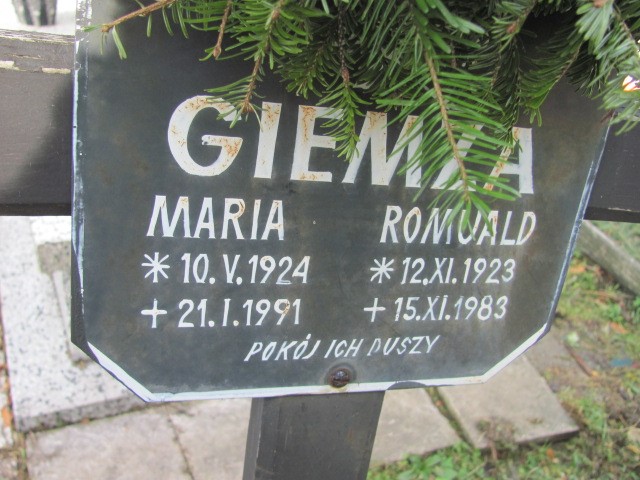 GIEMZA
MARIA
* 10.V.1924
+ 21.I.1991
ROMUALD
* 12.XI.1923
+ 15.XI.1983
POKÓJ ICH DUSZY